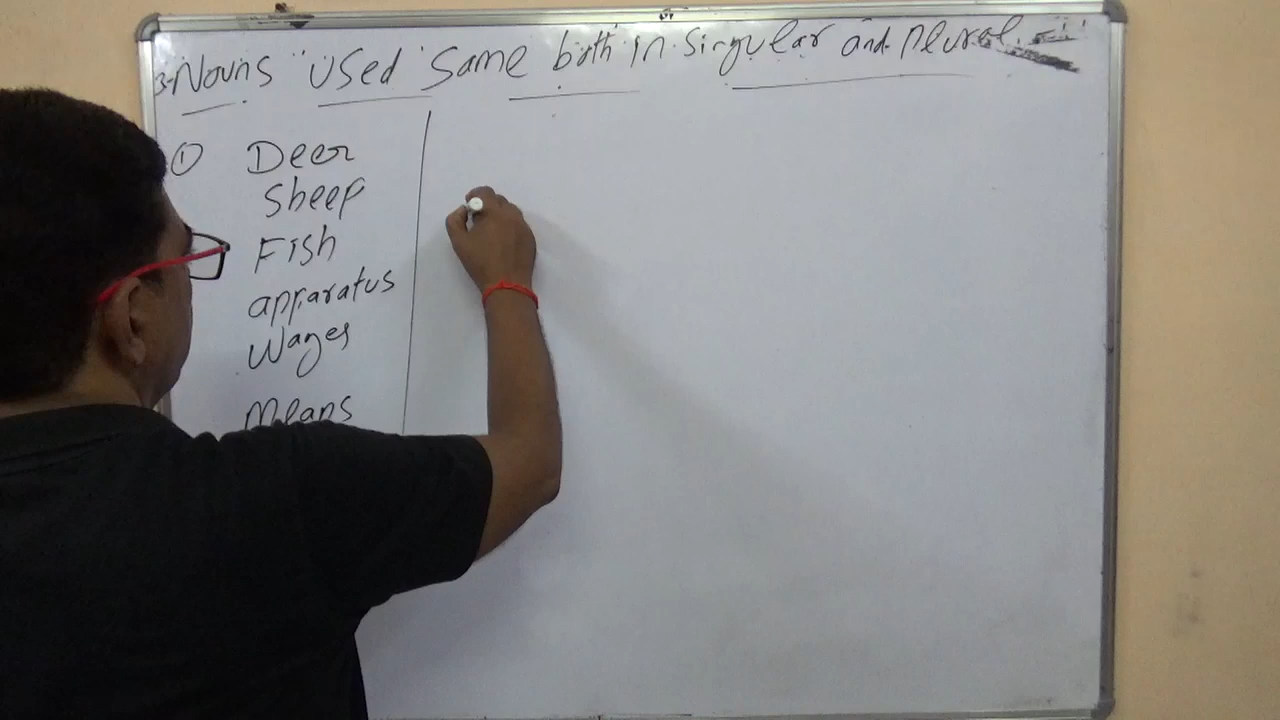 3. Nouns "Used "Same both in Singular and Plural.
① Deer
Sheep
Fish
apparatus
Wages
Means